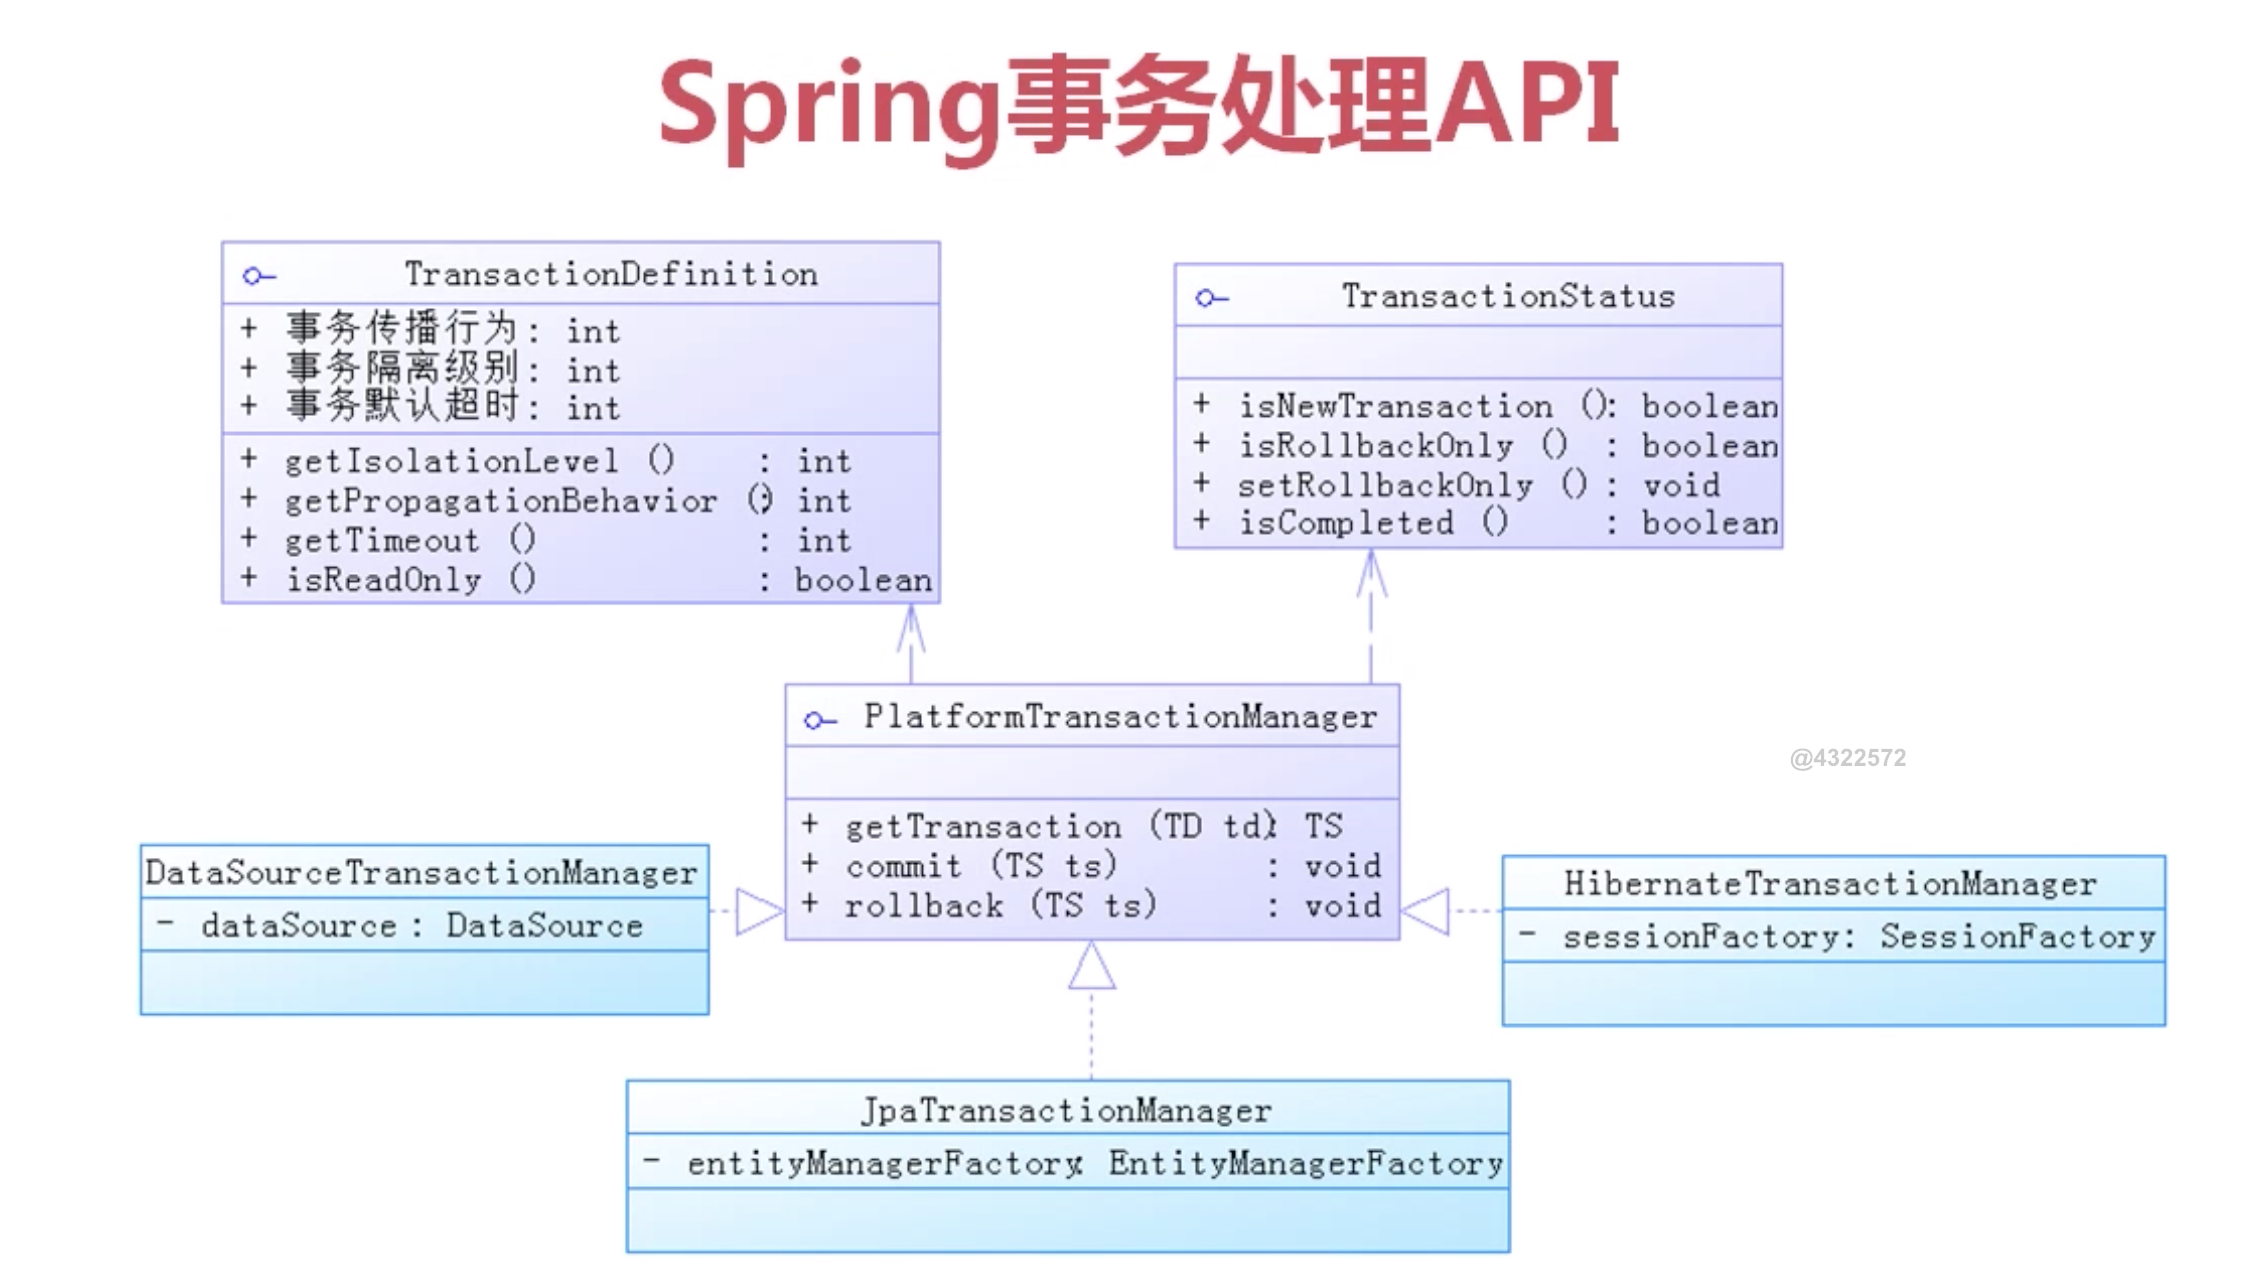 Spring事务处理API
TransactionDefinition
+ 事务传播行为: int
+ 事务隔离级别: int
+ 事务默认超时: int
+ getIsolationLevel () : int
+ getPropagationBehavior (): int
+ getTimeout () : int
+ isReadOnly () : boolean
TransactionStatus
+ isNewTransaction (): boolean
+ isRollbackOnly () : boolean
+ setRollbackOnly () : void
+ isCompleted () : boolean
PlatformTransactionManager
+ getTransaction (TD td): TS
+ commit (TS ts) : void
+ rollback (TS ts) : void
@4322572
DataSourceTransactionManager
- dataSource : DataSource
HibernateTransactionManager
- sessionFactory: SessionFactory
JpaTransactionManager
- entityManagerFactory: EntityManagerFactory